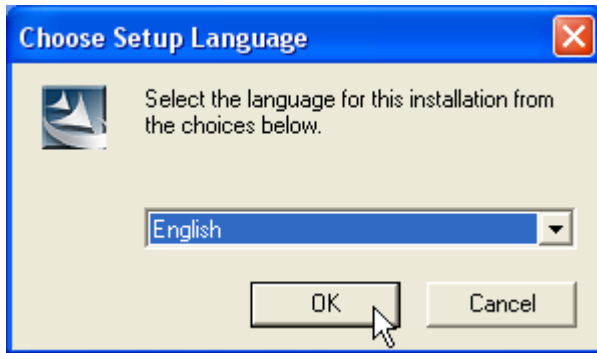 Choose Setup Language
Select the language for this installation from
the choices below.
English
OK
Cancel